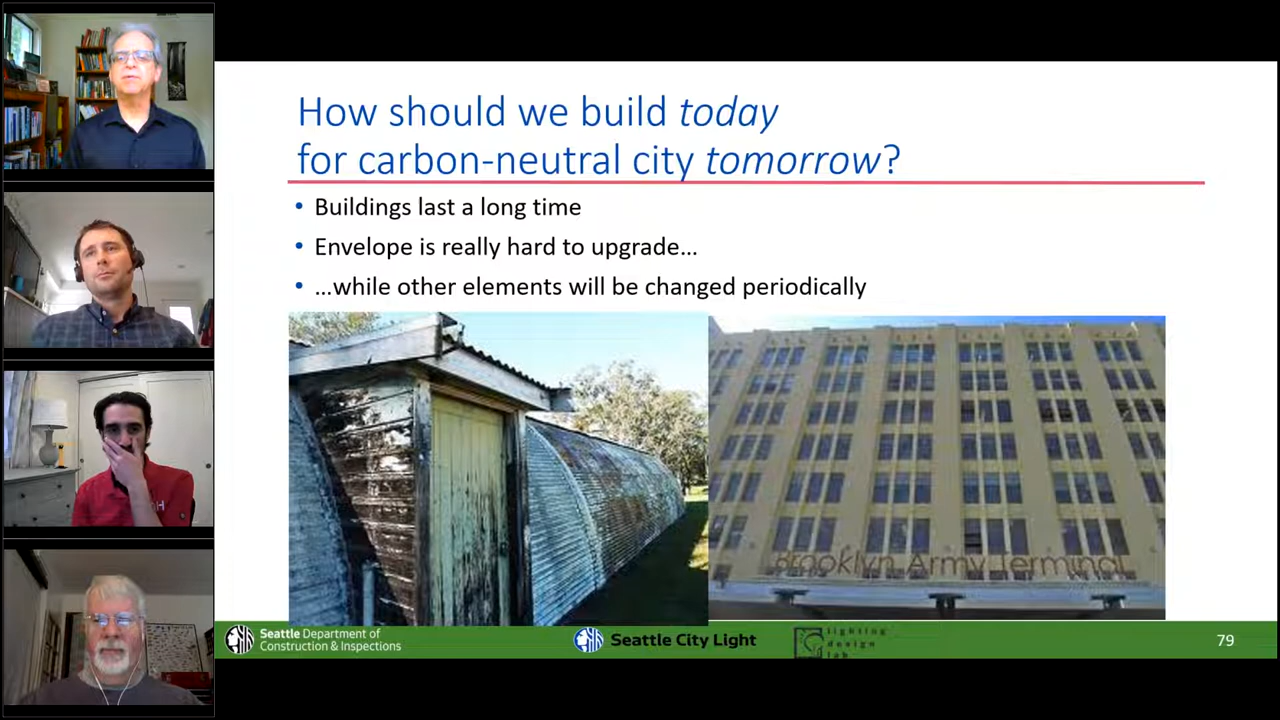 How should we build today
for carbon-neutral city tomorrow?
• Buildings last a long time
• Envelope is really hard to upgrade...
• ...while other elements will be changed periodically
Brooklyn Army Terminal
Seattle Department of
Construction & Inspections
Seattle City Light
lighting
design
lab
79